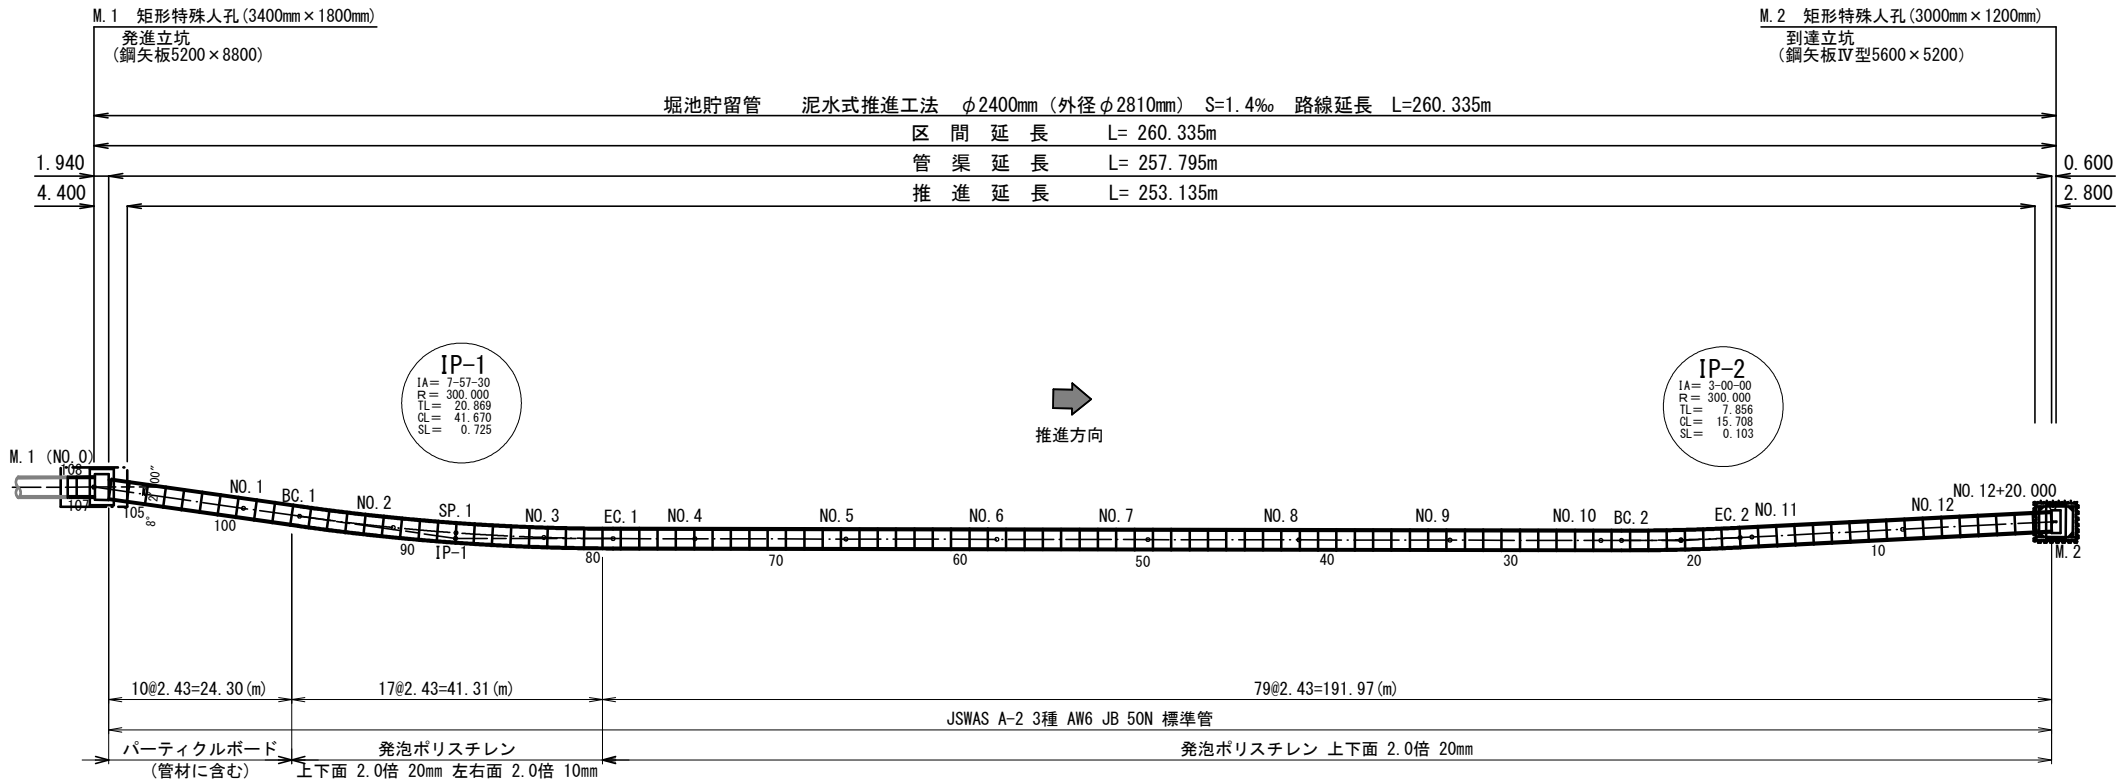 M.1 矩形特殊人孔(3400mm×1800mm)
発進立坑
(鋼矢板5200×8800)
M.2 矩形特殊人孔(3000mm×1200mm)
到達立坑
(鋼矢板Ⅳ型5600×5200)
堀池貯留管 泥水式推進工法 φ2400mm (外径φ2810mm) S=1.4‰ 路線延長 L=260.335m
区間延長 L= 260.335m
1.940 管渠延長 L= 257.795m 0.600
4.400 推進延長 L= 253.135m 2.800
IP-1
IA= 7-57-30
R= 300.000
TL= 20.869
CL= 41.670
SL= 0.725
推進方向
IP-2
IA= 3-00-00
R= 300.000
TL= 7.856
CL= 15.708
SL= 0.103
M.1 (NO.0)
108
107
105
NO.1
100
BC.1
NO.2
90
SP.1
IP-1
NO.3
80
EC.1
NO.4
70
NO.5
60
NO.6
50
NO.7
40
NO.8
30
NO.9
20
NO.10
BC.2
EC.2
NO.11
10
NO.12
NO.12+20.000
M.2
10@2.43=24.30(m)
17@2.43=41.31(m)
79@2.43=191.97(m)
JSWAS A-2 3種 AW6 JB 50N 標準管
パーティクルボード
(管材に含む)
発泡ポリスチレン
上下面 2.0倍 20mm 左右面 2.0倍 10mm
発泡ポリスチレン 上下面 2.0倍 20mm